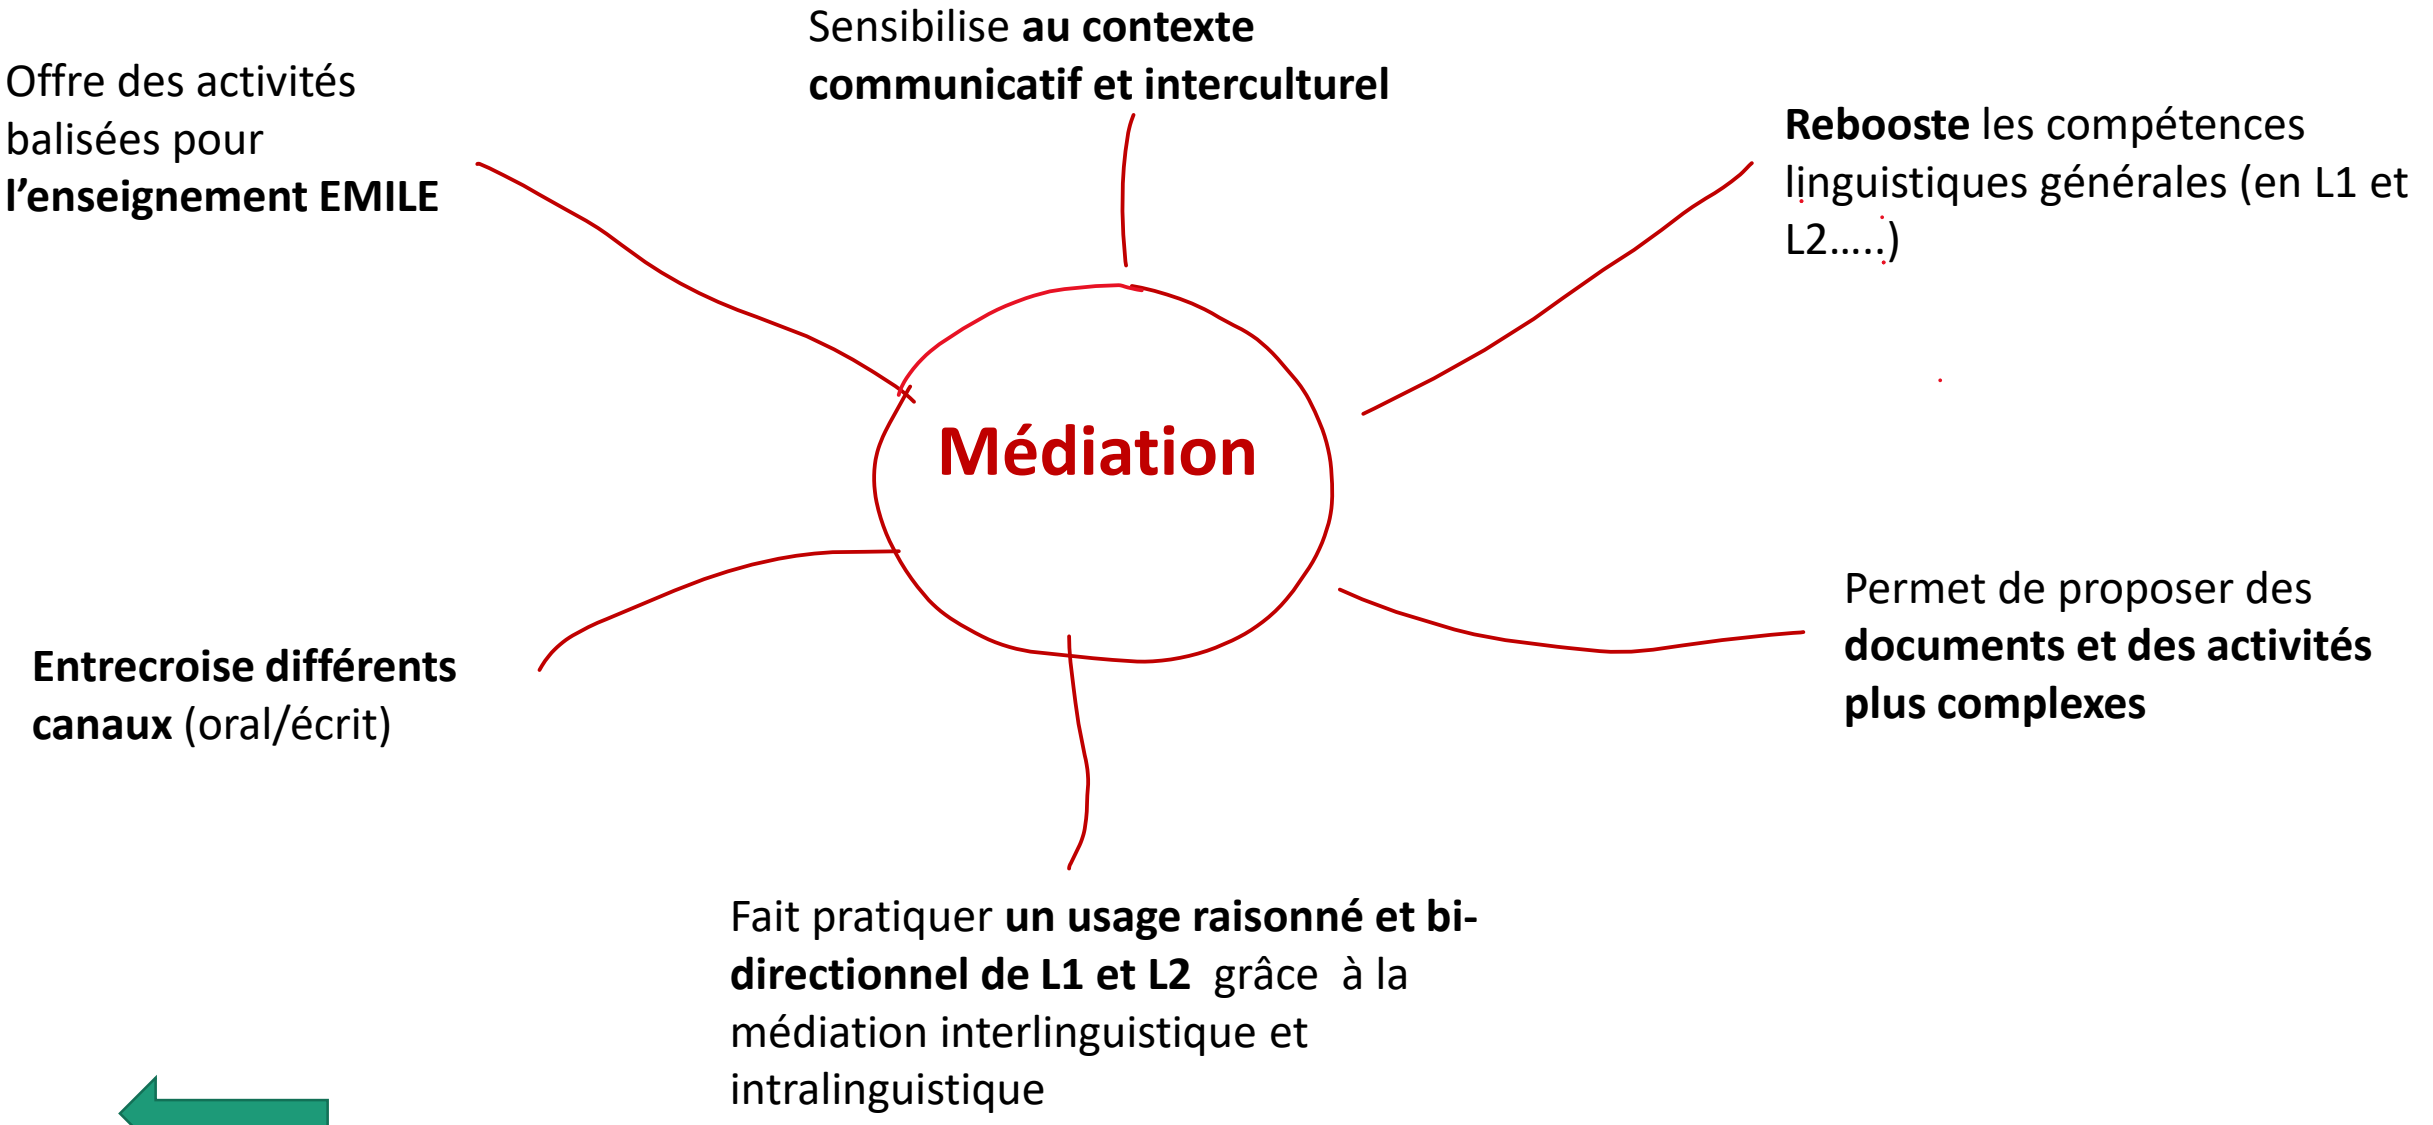 Sensibilise au contexte
communicatif et interculturel
Offre des activités
balisées pour
l’enseignement EMILE
Rebooste les compétences
linguistiques générales (en L1 et
L2.....)
Médiation
Permet de proposer des
documents et des activités
plus complexes
Entrecroise différents
canaux (oral/écrit)
Fait pratiquer un usage raisonné et bi-
directionnel de L1 et L2 grâce à la
médiation interlinguistique et
intralinguistique